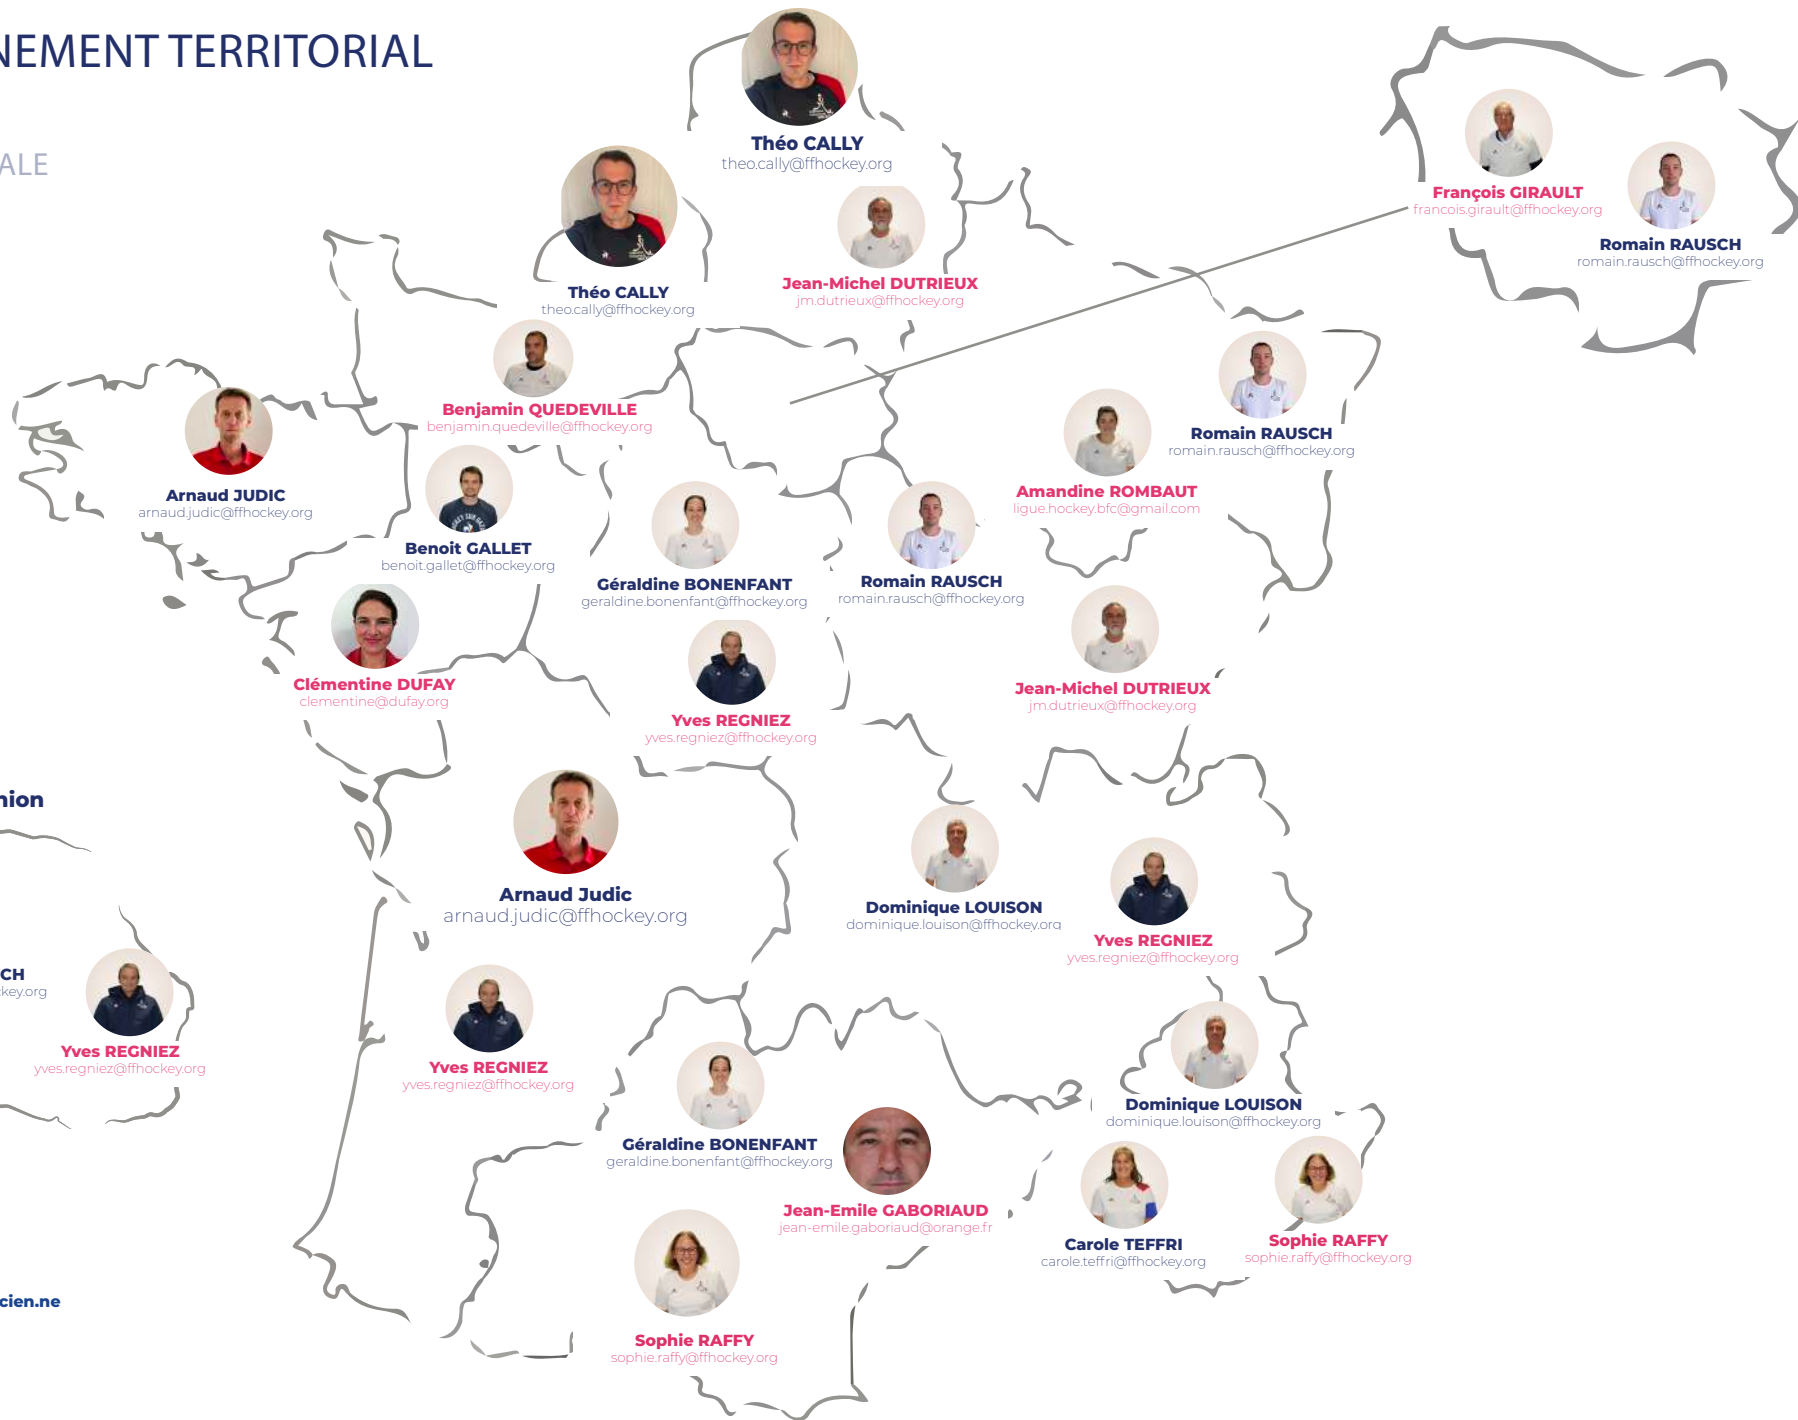 NEMENT TERRITORIAL
ALE
Théo CALLY
theo.cally@ffhockey.org
François GIRAULT
francois.girault@ffhockey.org
Romain RAUSCH
romain.rausch@ffhockey.org
Théo CALLY
theo.cally@ffhockey.org
Jean-Michel DUTRIEUX
jm.dutrieux@ffhockey.org
Benjamin QUEDEVILLE
benjamin.quedeville@ffhockey.org
Romain RAUSCH
romain.rausch@ffhockey.org
Arnaud JUDIC
arnaud.judic@ffhockey.org
Amandine ROMBAUT
ligue.hockey.bfc@gmail.com
Benoit GALLET
benoit.gallet@ffhockey.org
Géraldine BONENFANT
geraldine.bonenfant@ffhockey.org
Romain RAUSCH
romain.rausch@ffhockey.org
Clémentine DUFAY
clementine@dufay.org
Jean-Michel DUTRIEUX
jm.dutrieux@ffhockey.org
Yves REGNIEZ
yves.regniez@ffhockey.org
nion
Arnaud Judic
arnaud.judic@ffhockey.org
Dominique LOUISON
dominique.louison@ffhockey.org
Yves REGNIEZ
yves.regniez@ffhockey.org
CH
key.org
Yves REGNIEZ
yves.regniez@ffhockey.org
Yves REGNIEZ
yves.regniez@ffhockey.org
Dominique LOUISON
dominique.louison@ffhockey.org
Géraldine BONENFANT
geraldine.bonenfant@ffhockey.org
Jean-Emile GABORIAUD
jean-emile.gaboriaud@orange.fr
Carole TEFFRI
carole.teffri@ffhockey.org
Sophie RAFFY
sophie.raffy@ffhockey.org
cien.ne
Sophie RAFFY
sophie.raffy@ffhockey.org